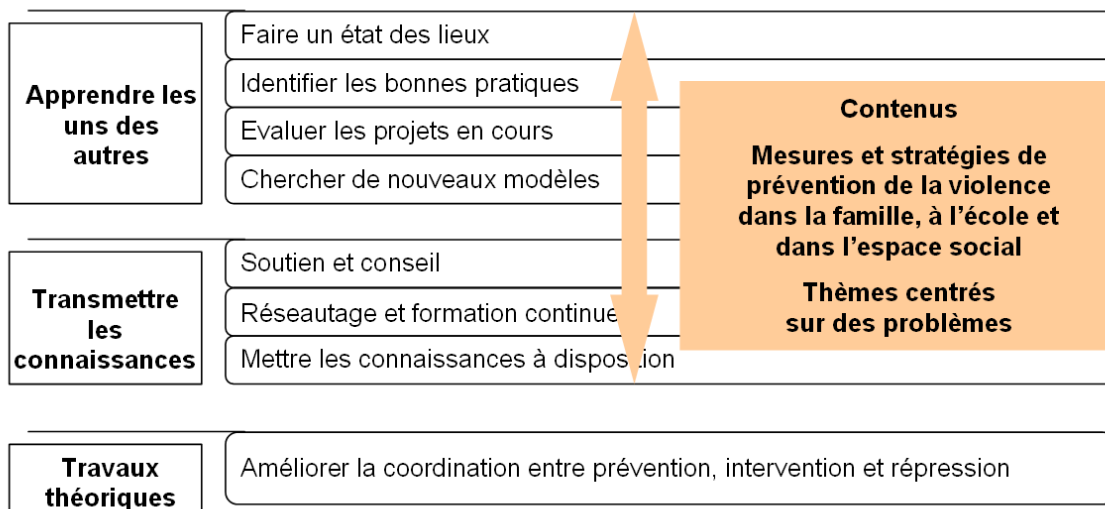 Apprendre les
uns des
autres
Faire un état des lieux
Identifier les bonnes pratiques
Evaluer les projets en cours
Chercher de nouveaux modèles
Contenus
Mesures et stratégies de
prévention de la violence
dans la famille, à l'école et
dans l'espace social
Thèmes centrés
sur des problèmes
Transmettre
les
connaissances
Soutien et conseil
Réseautage et formation continue
Mettre les connaissances à disposition
Travaux
théoriques
Améliorer la coordination entre prévention, intervention et répression